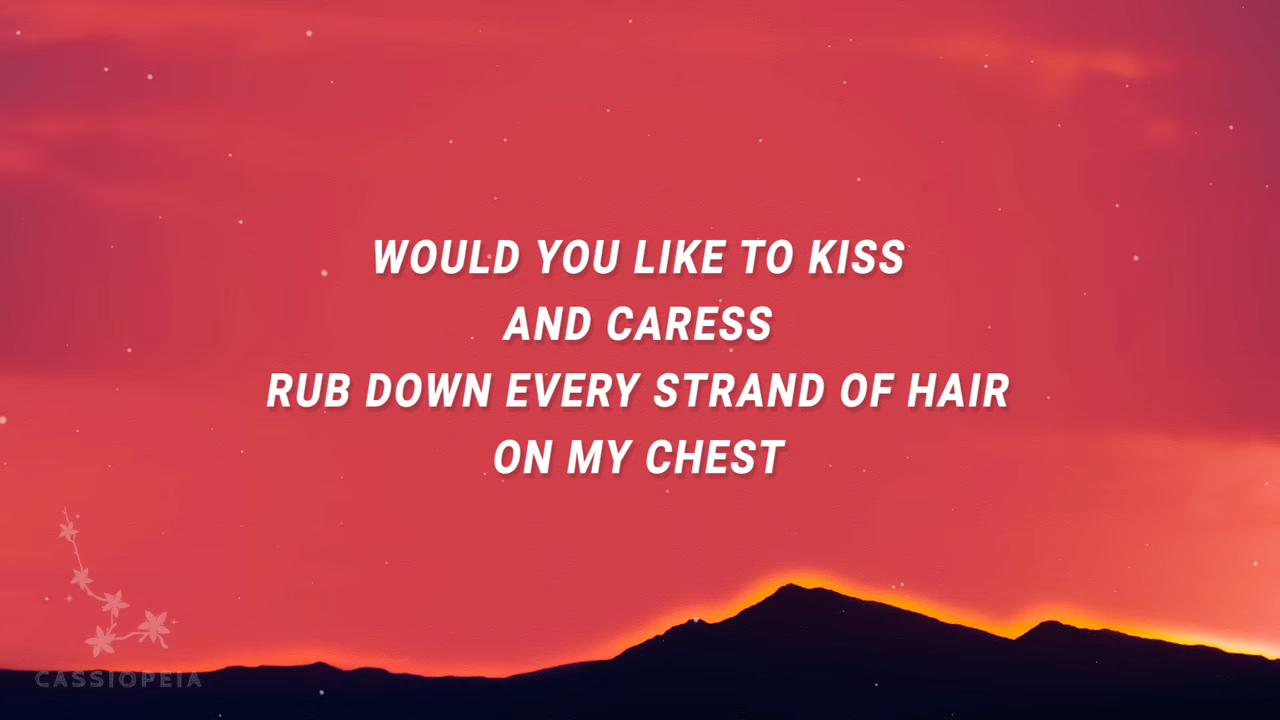 WOULD YOU LIKE TO KISS
AND CARESS
RUB DOWN EVERY STRAND OF HAIR
ON MY CHEST
CASSIOPEIA